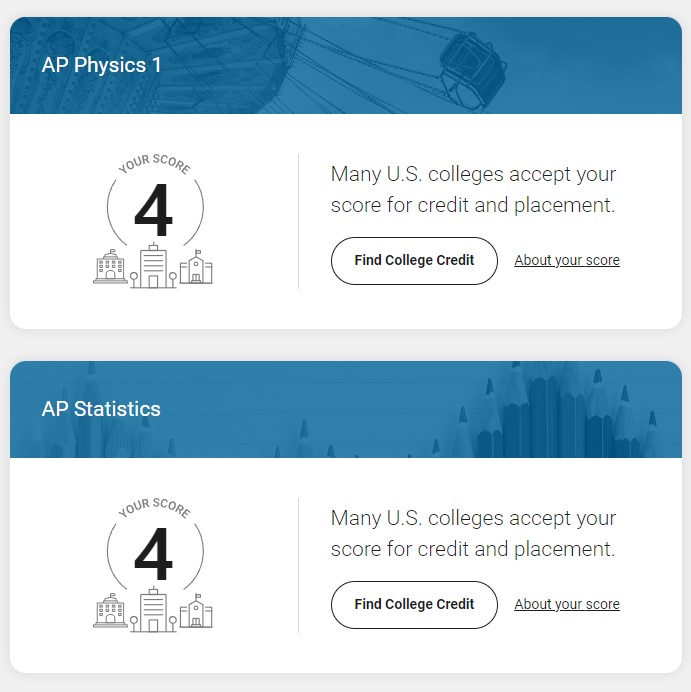 AP Physics 1
YOUR SCORE
4
Many U.S. colleges accept your
score for credit and placement.
Find College Credit About your score
AP Statistics
YOUR SCORE
4
Many U.S. colleges accept your
score for credit and placement.
Find College Credit About your score